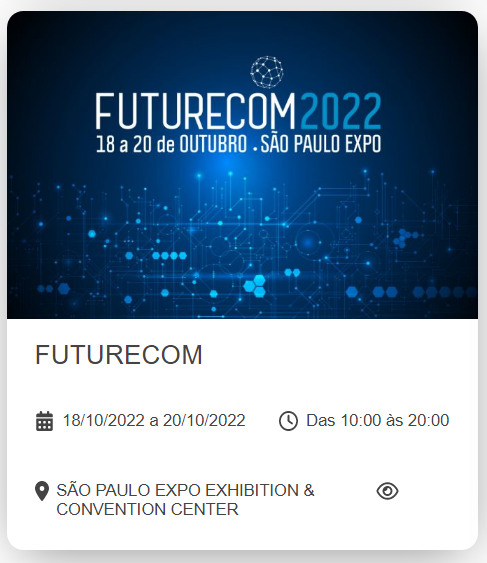 FUTURECOM2022
18 a 20 de OUTUBRO . SÃO PAULO EXPO
FUTURECOM
18/10/2022 a 20/10/2022
Das 10:00 às 20:00
SÃO PAULO EXPO EXHIBITION &
CONVENTION CENTER